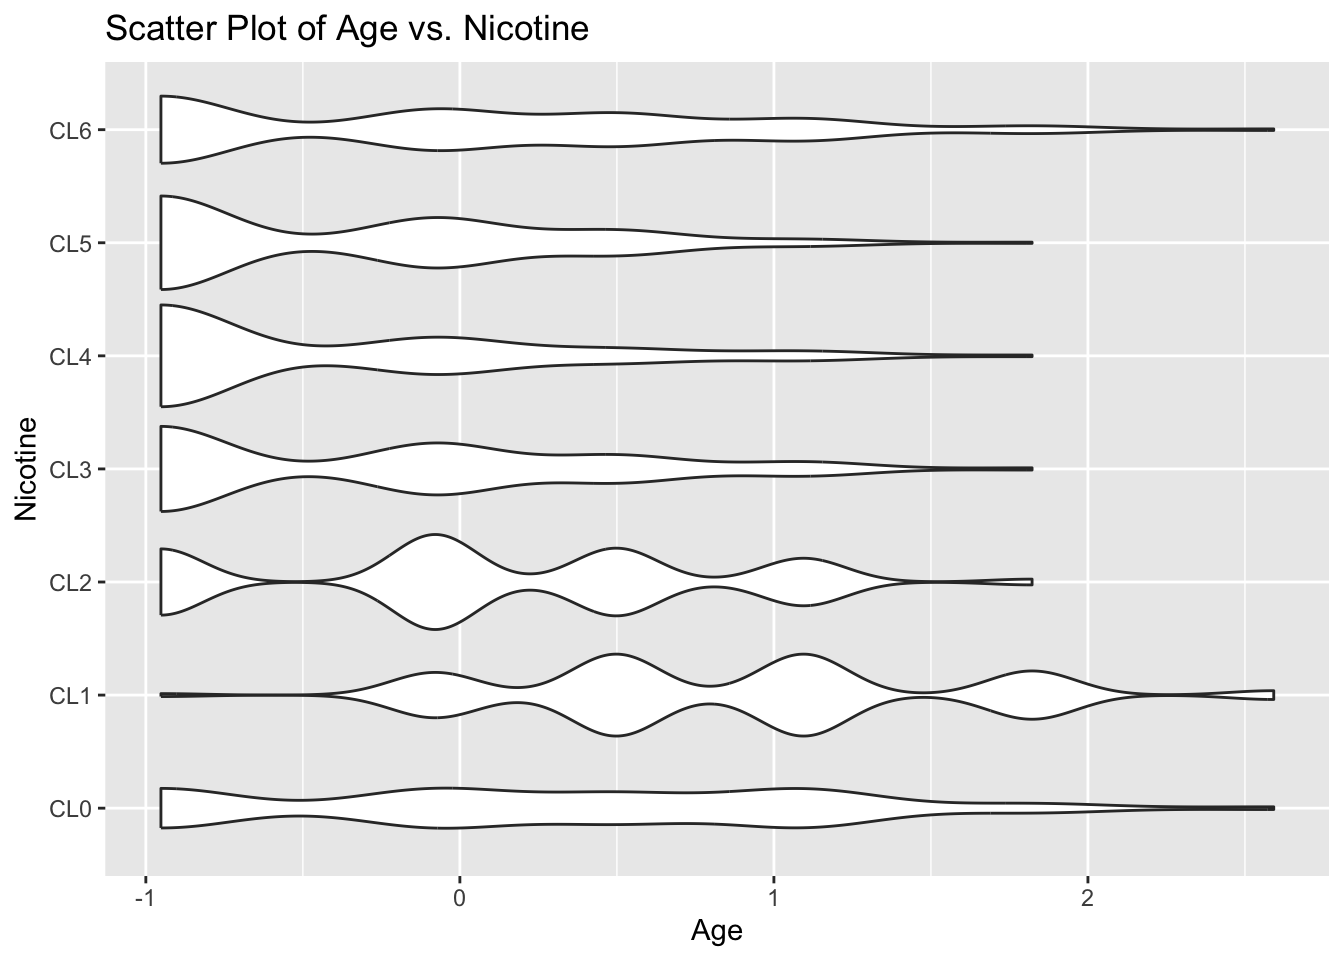 Scatter Plot of Age vs. Nicotine
Nicotine
CL6
CL5
CL4
CL3
CL2
CL1
CL0
-1 0 1 2
Age